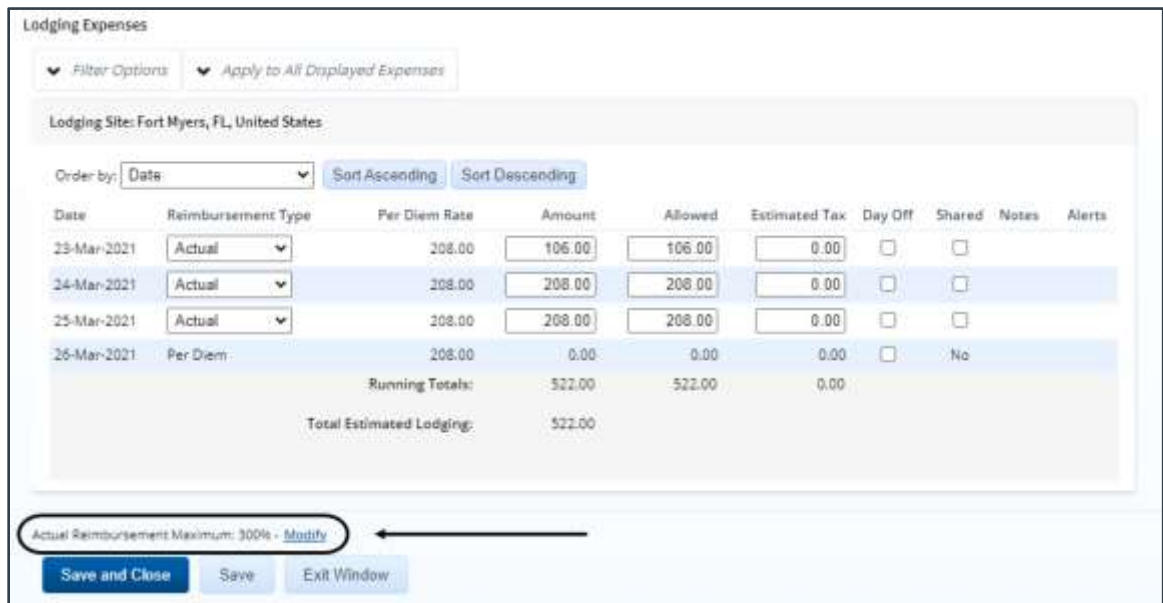 Lodging Expenses
Filter Options Apply to All Displayed Expenses
Lodging Site: Fort Myers, FL, United States
Order by: Date Sort Ascending Sort Descending
Date Reimbursement Type Per Diem Rate Amount Allowed Estimated Tax Day Off Shared Notes Alerts
23-Mar-2021 Actual 208.00 106.00 106.00 0.00
24-Mar-2021 Actual 208.00 208.00 208.00 0.00
25-Mar-2021 Actual 208.00 208.00 208.00 0.00
26-Mar-2021 Per Diem 208.00 0.00 0.00 0.00 No
Running Totals: 522.00 522.00 0.00
Total Estimated Lodging: 522.00
Actual Reimbursement Maximum: 300% - Modify
Save and Close Save Exit Window